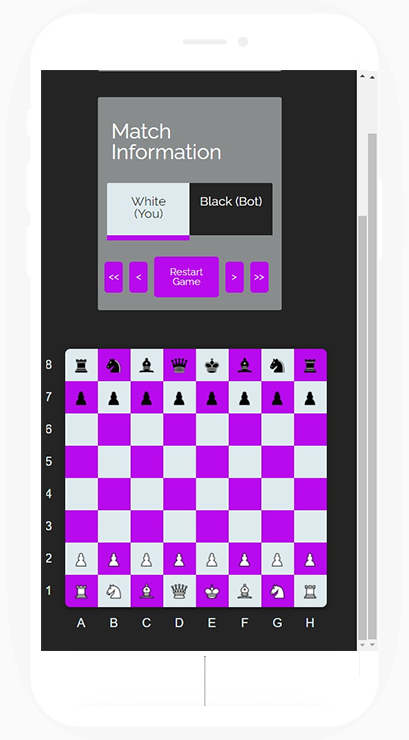 Match
Information
White
(You)
Black (Bot)
<<
<
Restart
Game
>
>>
8
7
6
5
4
3
2
1
A B C D E F G H